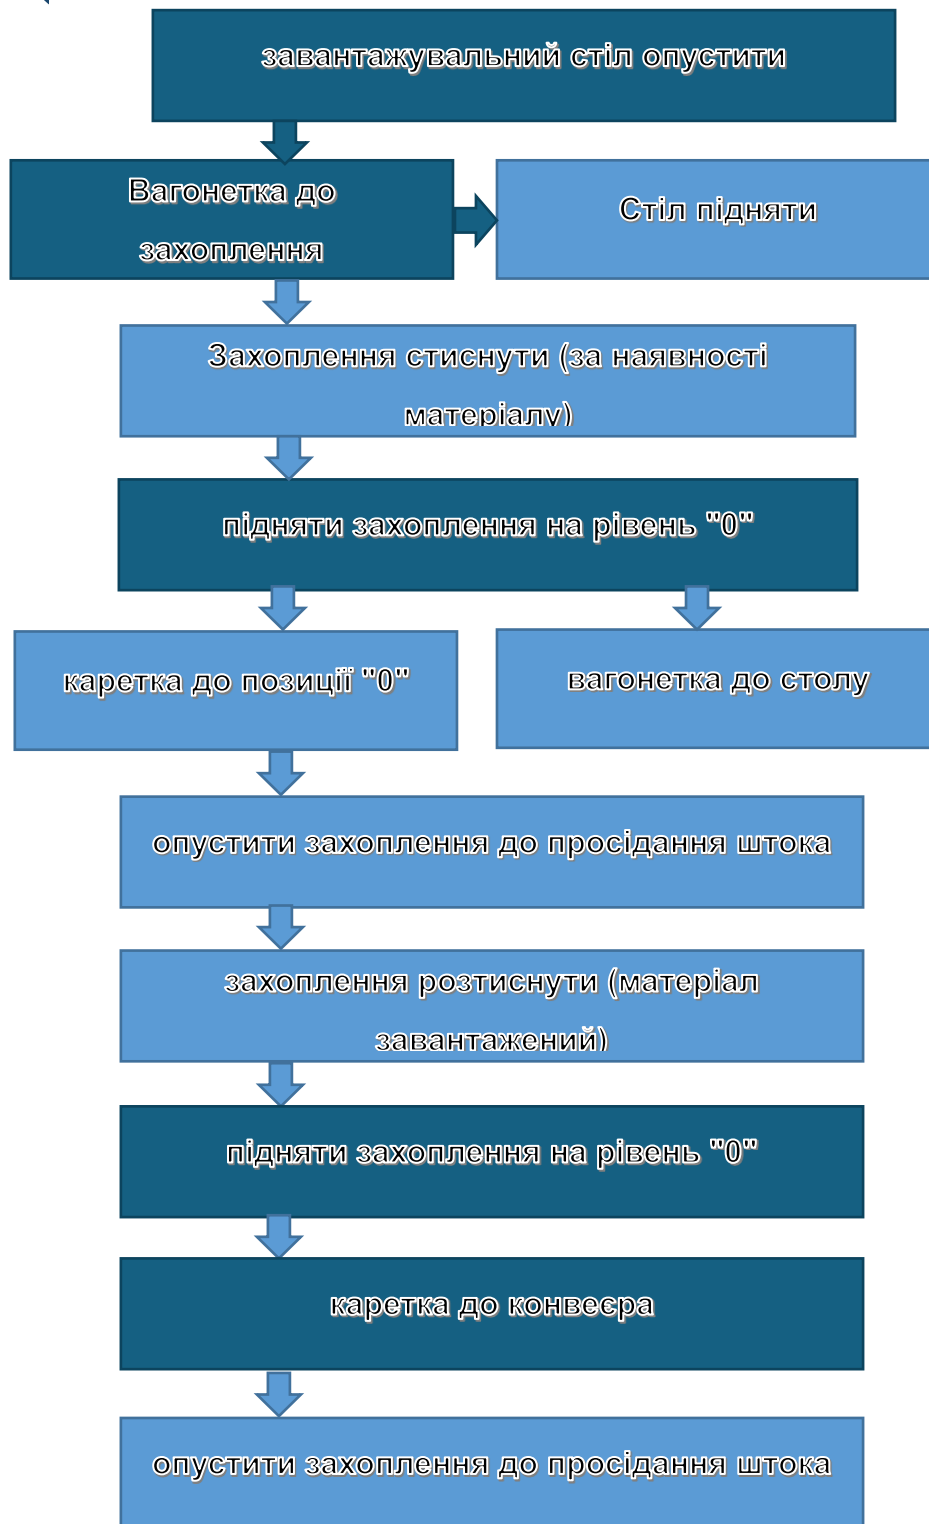 завантажувальний стіл опустити
Вагонетка до
захоплення
Стіл підняти
Захоплення стиснути (за наявності
матеріалу)
підняти захоплення на рівень "0"
каретка до позиції "0"
вагонетка до столу
опустити захоплення до просідання штока
захоплення розтиснути (матеріал
завантажений)
підняти захоплення на рівень "0"
каретка до конвеєра
опустити захоплення до просідання штока